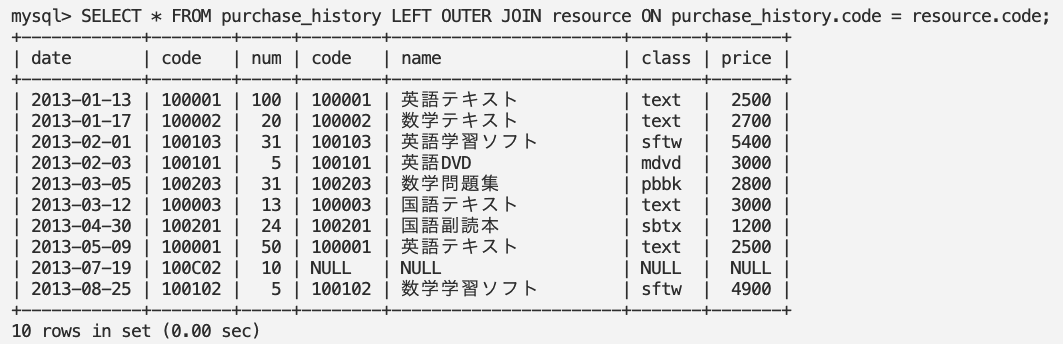 mysql> SELECT * FROM purchase_history LEFT OUTER JOIN resource ON purchase_history.code = resource.code;
+------------+--------+-----+--------+----------------------+-------+-------+
| date       | code   | num | code   | name                 | class | price |
+------------+--------+-----+--------+----------------------+-------+-------+
| 2013-01-13 | 100001 | 100 | 100001 | 英語テキスト         | text  |  2500 |
| 2013-01-17 | 100002 |  20 | 100002 | 数学テキスト         | text  |  2700 |
| 2013-02-01 | 100103 |  31 | 100103 | 英語学習ソフト       | sftw  |  5400 |
| 2013-02-03 | 100101 |   5 | 100101 | 英語DVD              | mdvd  |  3000 |
| 2013-03-05 | 100203 |  31 | 100203 | 数学問題集           | pbbk  |  2800 |
| 2013-03-12 | 100003 |  13 | 100003 | 国語テキスト         | text  |  3000 |
| 2013-04-30 | 100201 |  24 | 100201 | 国語副読本           | sbtx  |  1200 |
| 2013-05-09 | 100001 |  50 | 100001 | 英語テキスト         | text  |  2500 |
| 2013-07-19 | 100C02 |  10 | NULL   | NULL                 | NULL  |  NULL |
| 2013-08-25 | 100102 |   5 | 100102 | 数学学習ソフト       | sftw  |  4900 |
+------------+--------+-----+--------+----------------------+-------+-------+
10 rows in set (0.00 sec)